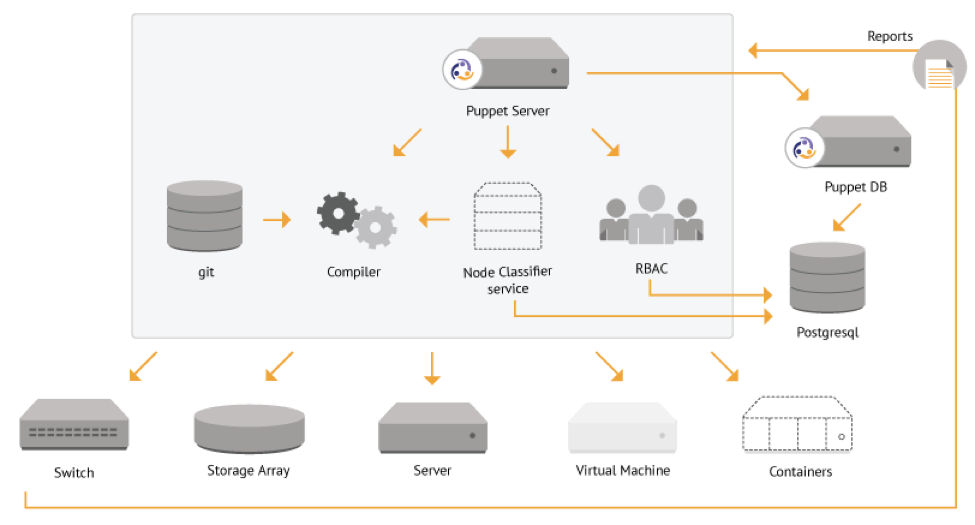 Reports
Puppet Server
Puppet DB
git
Compiler
Node Classifier
service
RBAC
Postgresql
Switch
Storage Array
Server
Virtual Machine
Containers